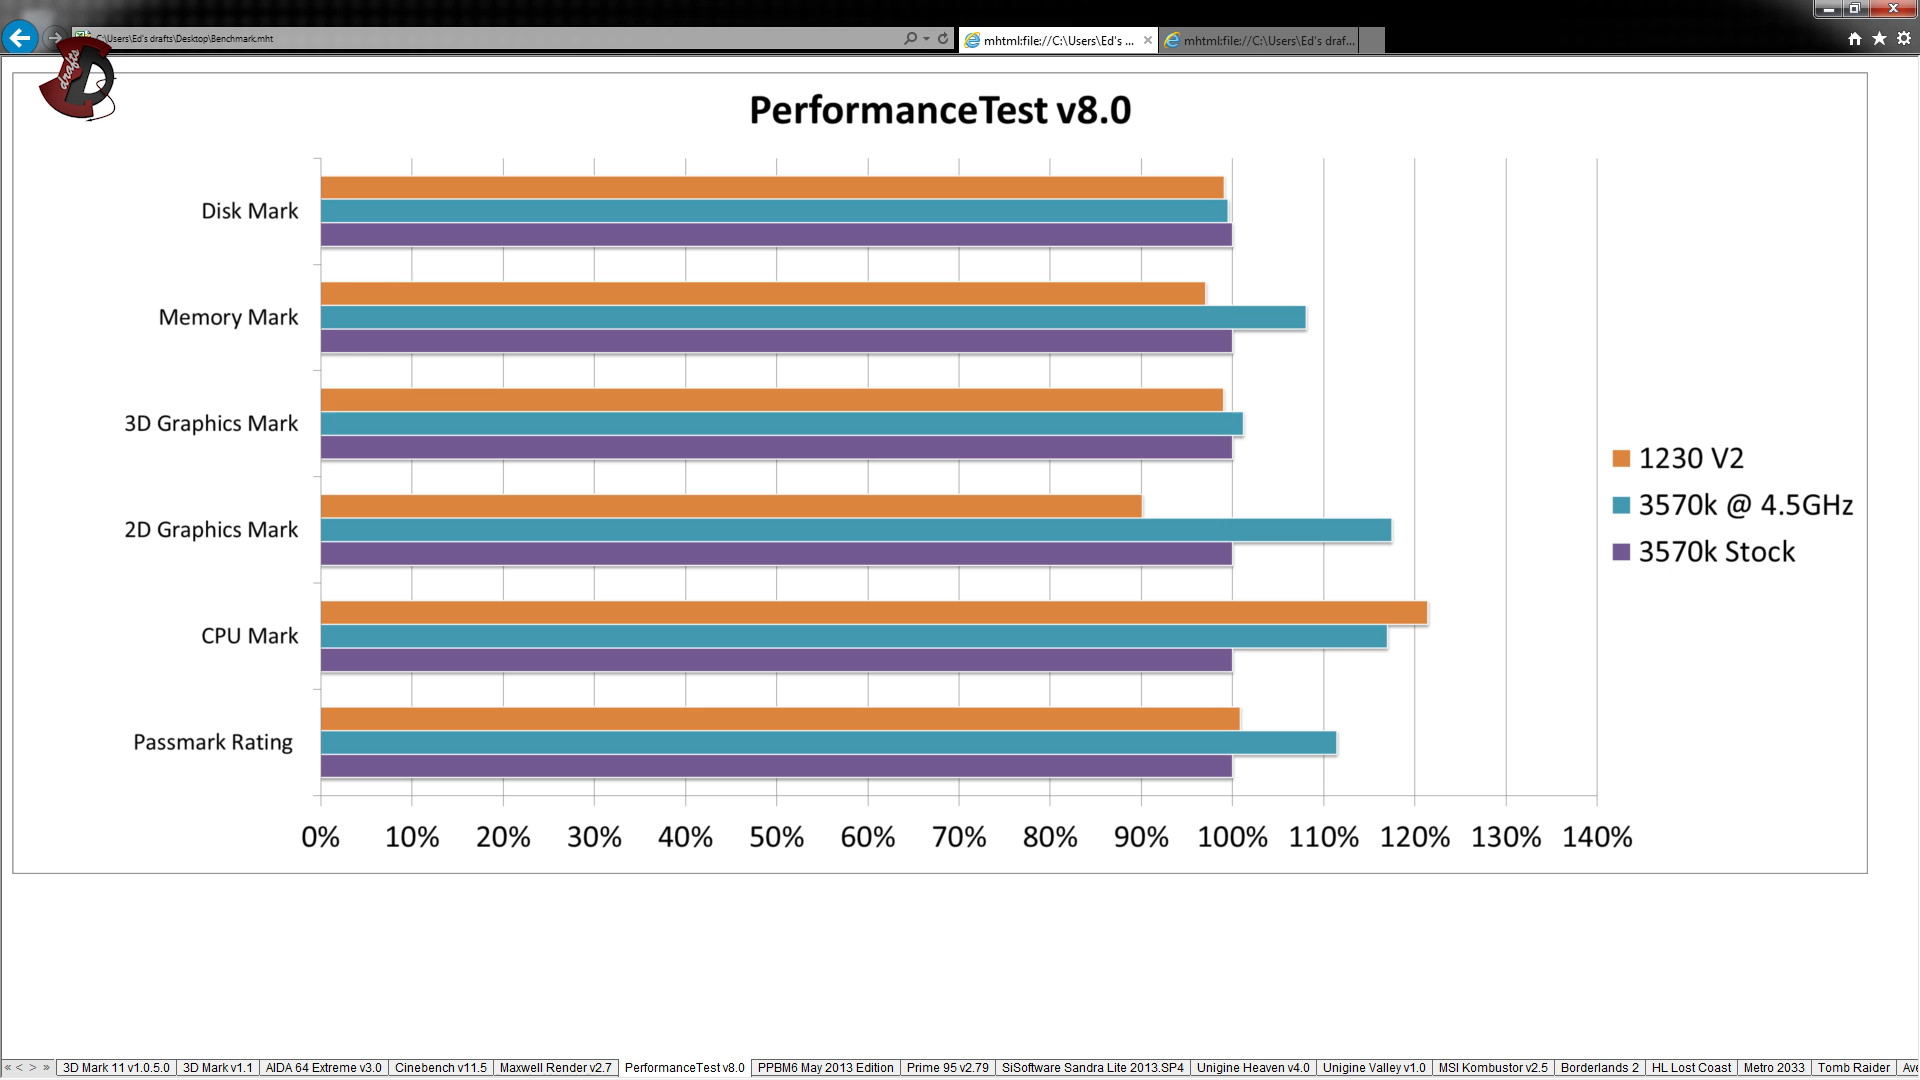 C:\Users\Ed's drafts\Desktop\Benchmark.mht
mhtml:file://C:\Users\Ed's ...
mhtml:file://C:\Users\Ed's draf...
drafts
PerformanceTest v8.0
Disk Mark
Memory Mark
3D Graphics Mark
2D Graphics Mark
CPU Mark
Passmark Rating
1230 V2
3570k @ 4.5GHz
3570k Stock
0% 10% 20% 30% 40% 50% 60% 70% 80% 90% 100% 110% 120% 130% 140%
« < > » 3D Mark 11 v1.0.5.0 3D Mark v1.1 AIDA 64 Extreme v3.0 Cinebench v11.5 Maxwell Render v2.7 PerformanceTest v8.0 PPBM6 May 2013 Edition Prime 95 v2.79 SiSoftware Sandra Lite 2013.SP4 Unigine Heaven v4.0 Unigine Valley v1.0 MSI Kombustor v2.5 Borderlands 2 HL Lost Coast Metro 2033 Tomb Raider